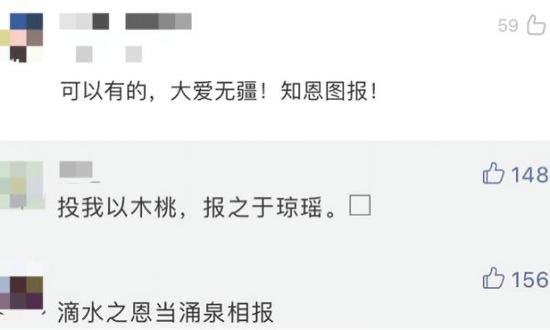 59
可以有的，大爱无疆！知恩图报！
148
投我以木桃，报之于琼瑶。□
156
滴水之恩当涌泉相报